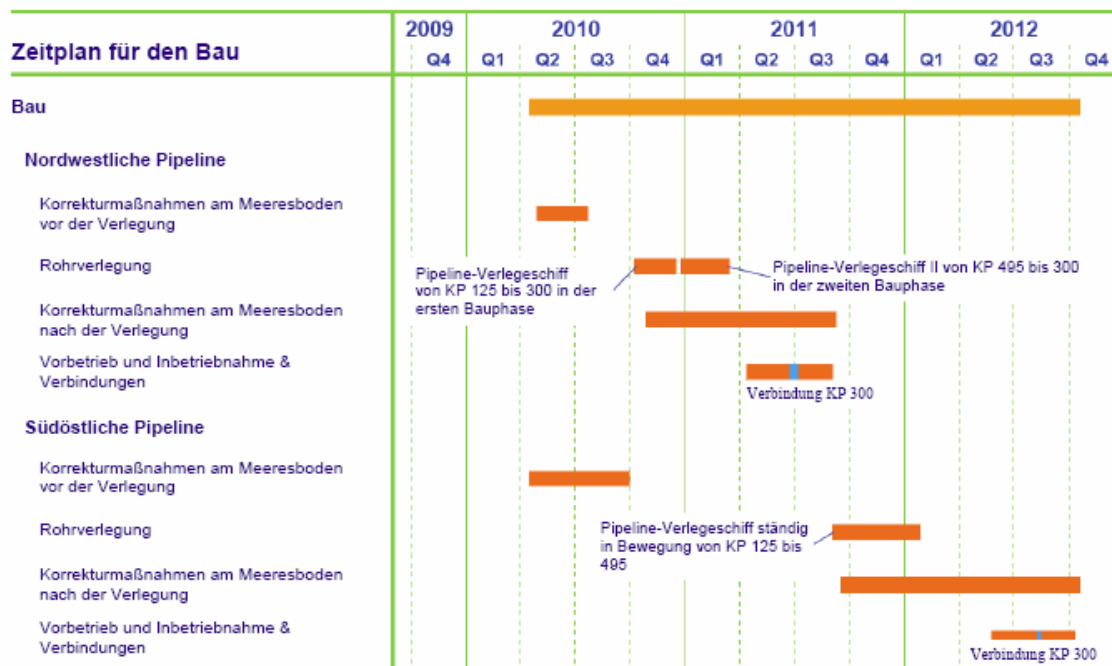 2009 2010 2011 2012
Zeitplan für den Bau
Q4 Q1 Q2 Q3 Q4 Q1 Q2 Q3 Q4 Q1 Q2 Q3 Q4
Bau
Nordwestliche Pipeline
Korrekturmaßnahmen am Meeresboden
vor der Verlegung
Rohrverlegung
Pipeline-Verlegeschiff
von KP 125 bis 300 in der
ersten Bauphase
Pipeline-Verlegeschiff II von KP 495 bis 300
in der zweiten Bauphase
Korrekturmaßnahmen am Meeresboden
nach der Verlegung
Vorbetrieb und Inbetriebnahme &
Verbindungen
Verbindung KP 300
Südöstliche Pipeline
Korrekturmaßnahmen am Meeresboden
vor der Verlegung
Rohrverlegung
Pipeline-Verlegeschiff ständig
in Bewegung von KP 125 bis
495
Korrekturmaßnahmen am Meeresboden
nach der Verlegung
Vorbetrieb und Inbetriebnahme &
Verbindungen
Verbindung KP 300